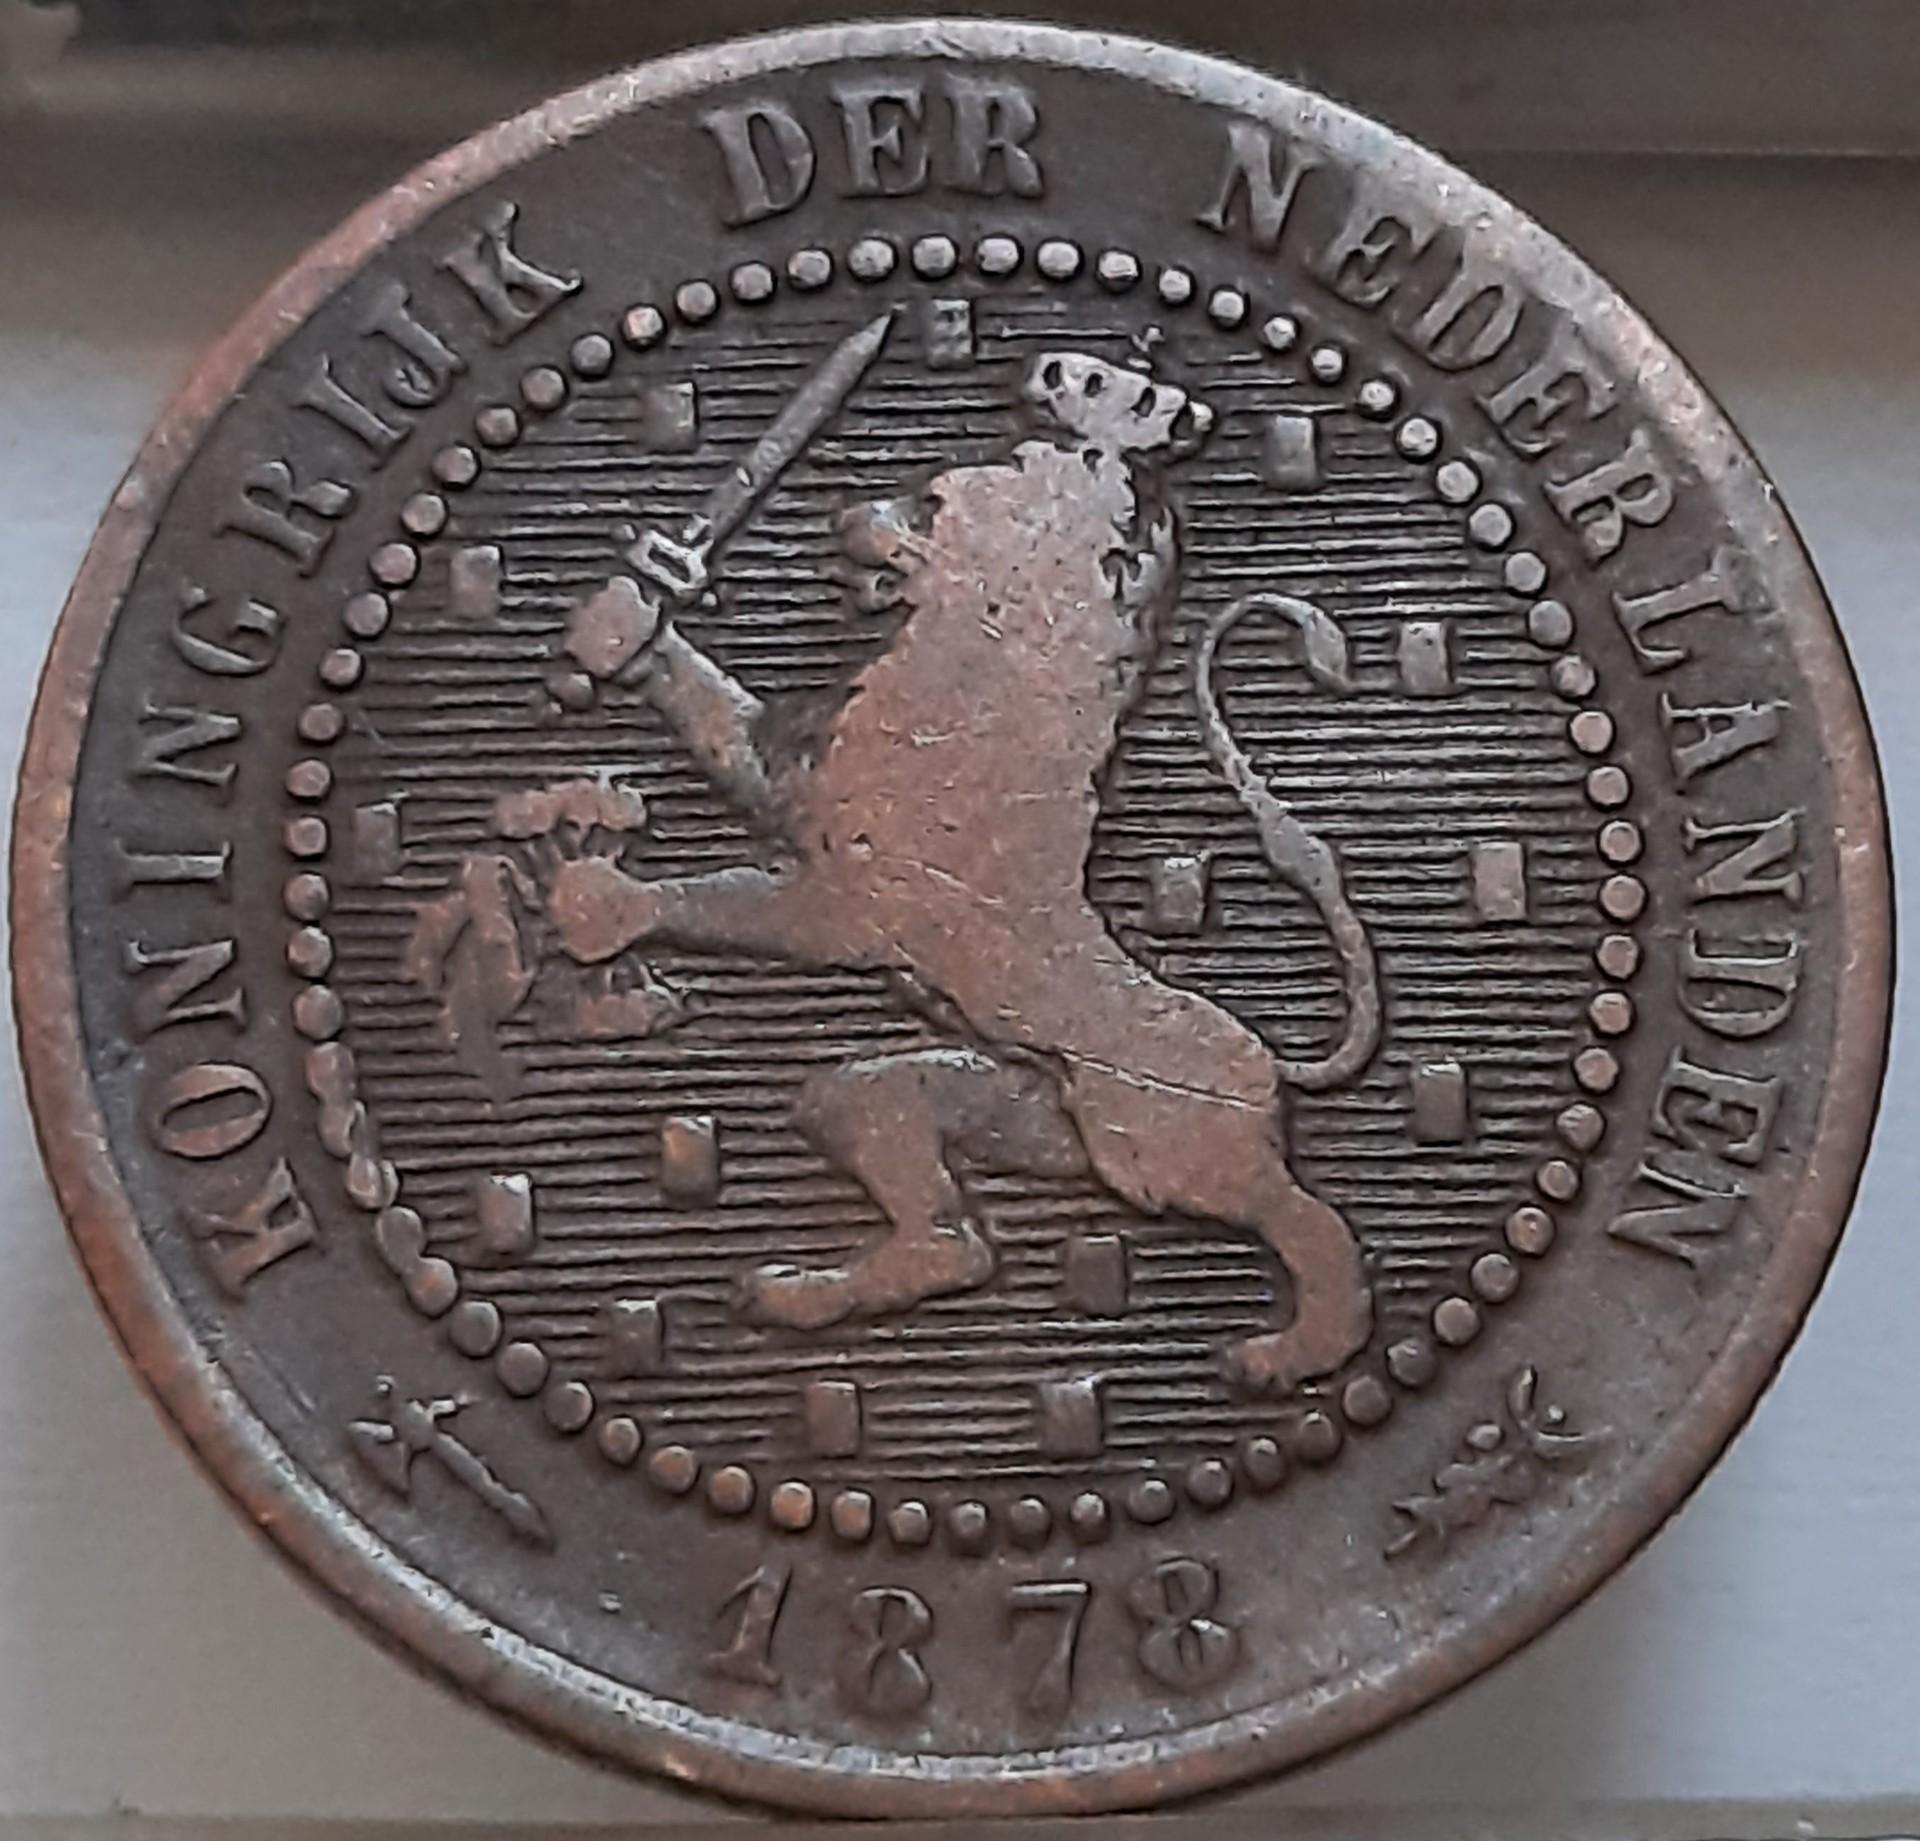 KONINGRIJK DER NEDERLANDEN
1878